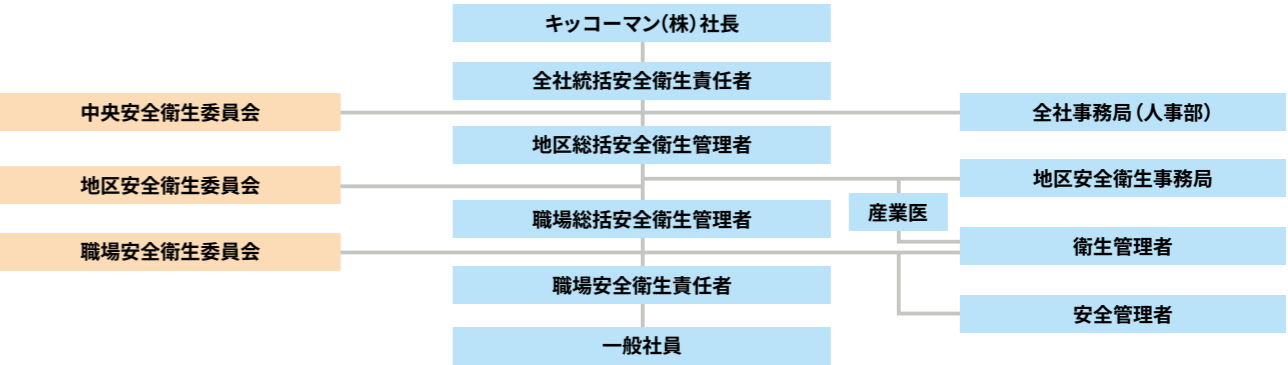 キッコーマン(株)社長
全社統括安全衛生責任者
中央安全衛生委員会
全社事務局(人事部)
地区総括安全衛生管理者
地区安全衛生委員会
地区安全衛生事務局
産業医
職場総括安全衛生管理者
職場安全衛生委員会
衛生管理者
職場安全衛生責任者
安全管理者
一般社員